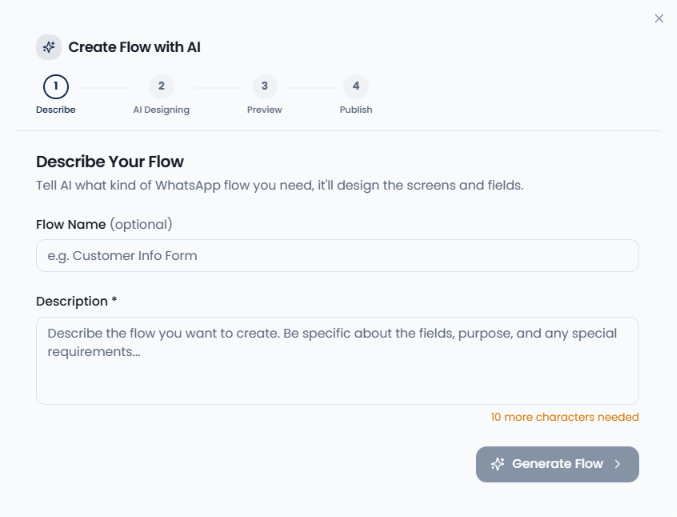 Create Flow with AI
1
2
3
4
Describe
AI Designing
Preview
Publish
Describe Your Flow
Tell AI what kind of WhatsApp flow you need, it'll design the screens and fields.
Flow Name (optional)
e.g. Customer Info Form
Description *
Describe the flow you want to create. Be specific about the fields, purpose, and any special
requirements...
10 more characters needed
Generate Flow